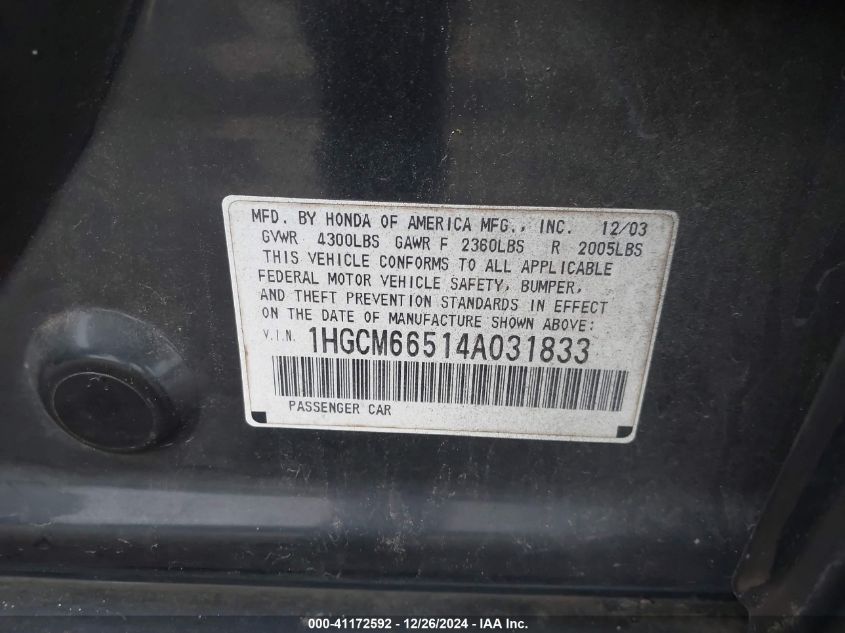 MFD. BY HONDA OF AMERICA MFG., INC. 12/03
GVWR 4300LBS GAWR F 2360LBS R 2005LBS
THIS VEHICLE CONFORMS TO ALL APPLICABLE
FEDERAL MOTOR VEHICLE SAFETY, BUMPER,
AND THEFT PREVENTION STANDARDS IN EFFECT
ON THE DATE OF MANUFACTURE SHOWN ABOVE:
V.I.N. 1HGCM66514A031833
PASSENGER CAR
000-41172592 - 12/26/2024 - IAA Inc.